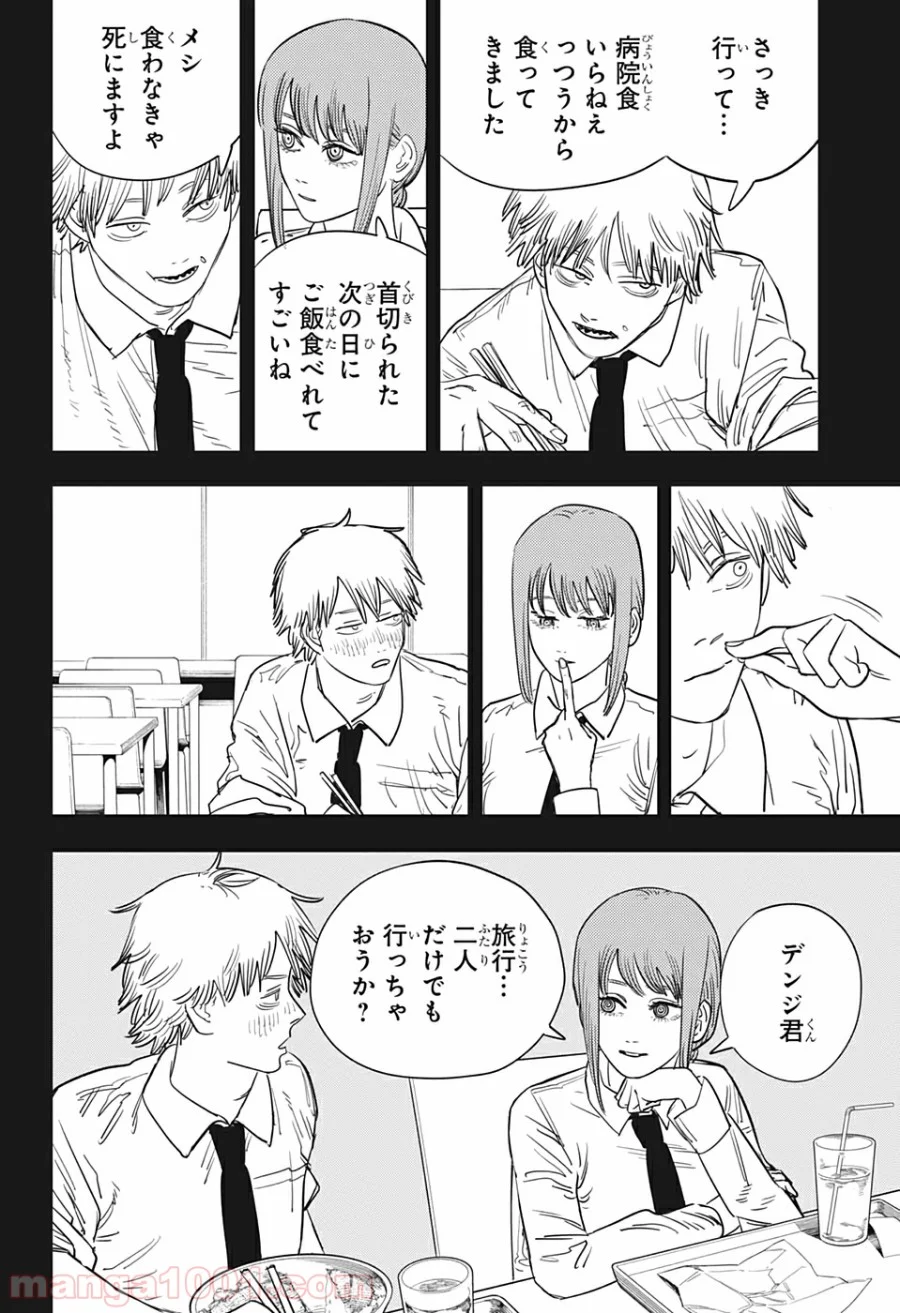 さっき
行って…
病院食
いらねえ
っつうから
食って
きました
首切られた
次の日に
ご飯食べれて
すごいね
メシ
食わなきゃ
死にますよ
デンジ君
旅行…
二人
だけでも
行っちゃ
おうか?